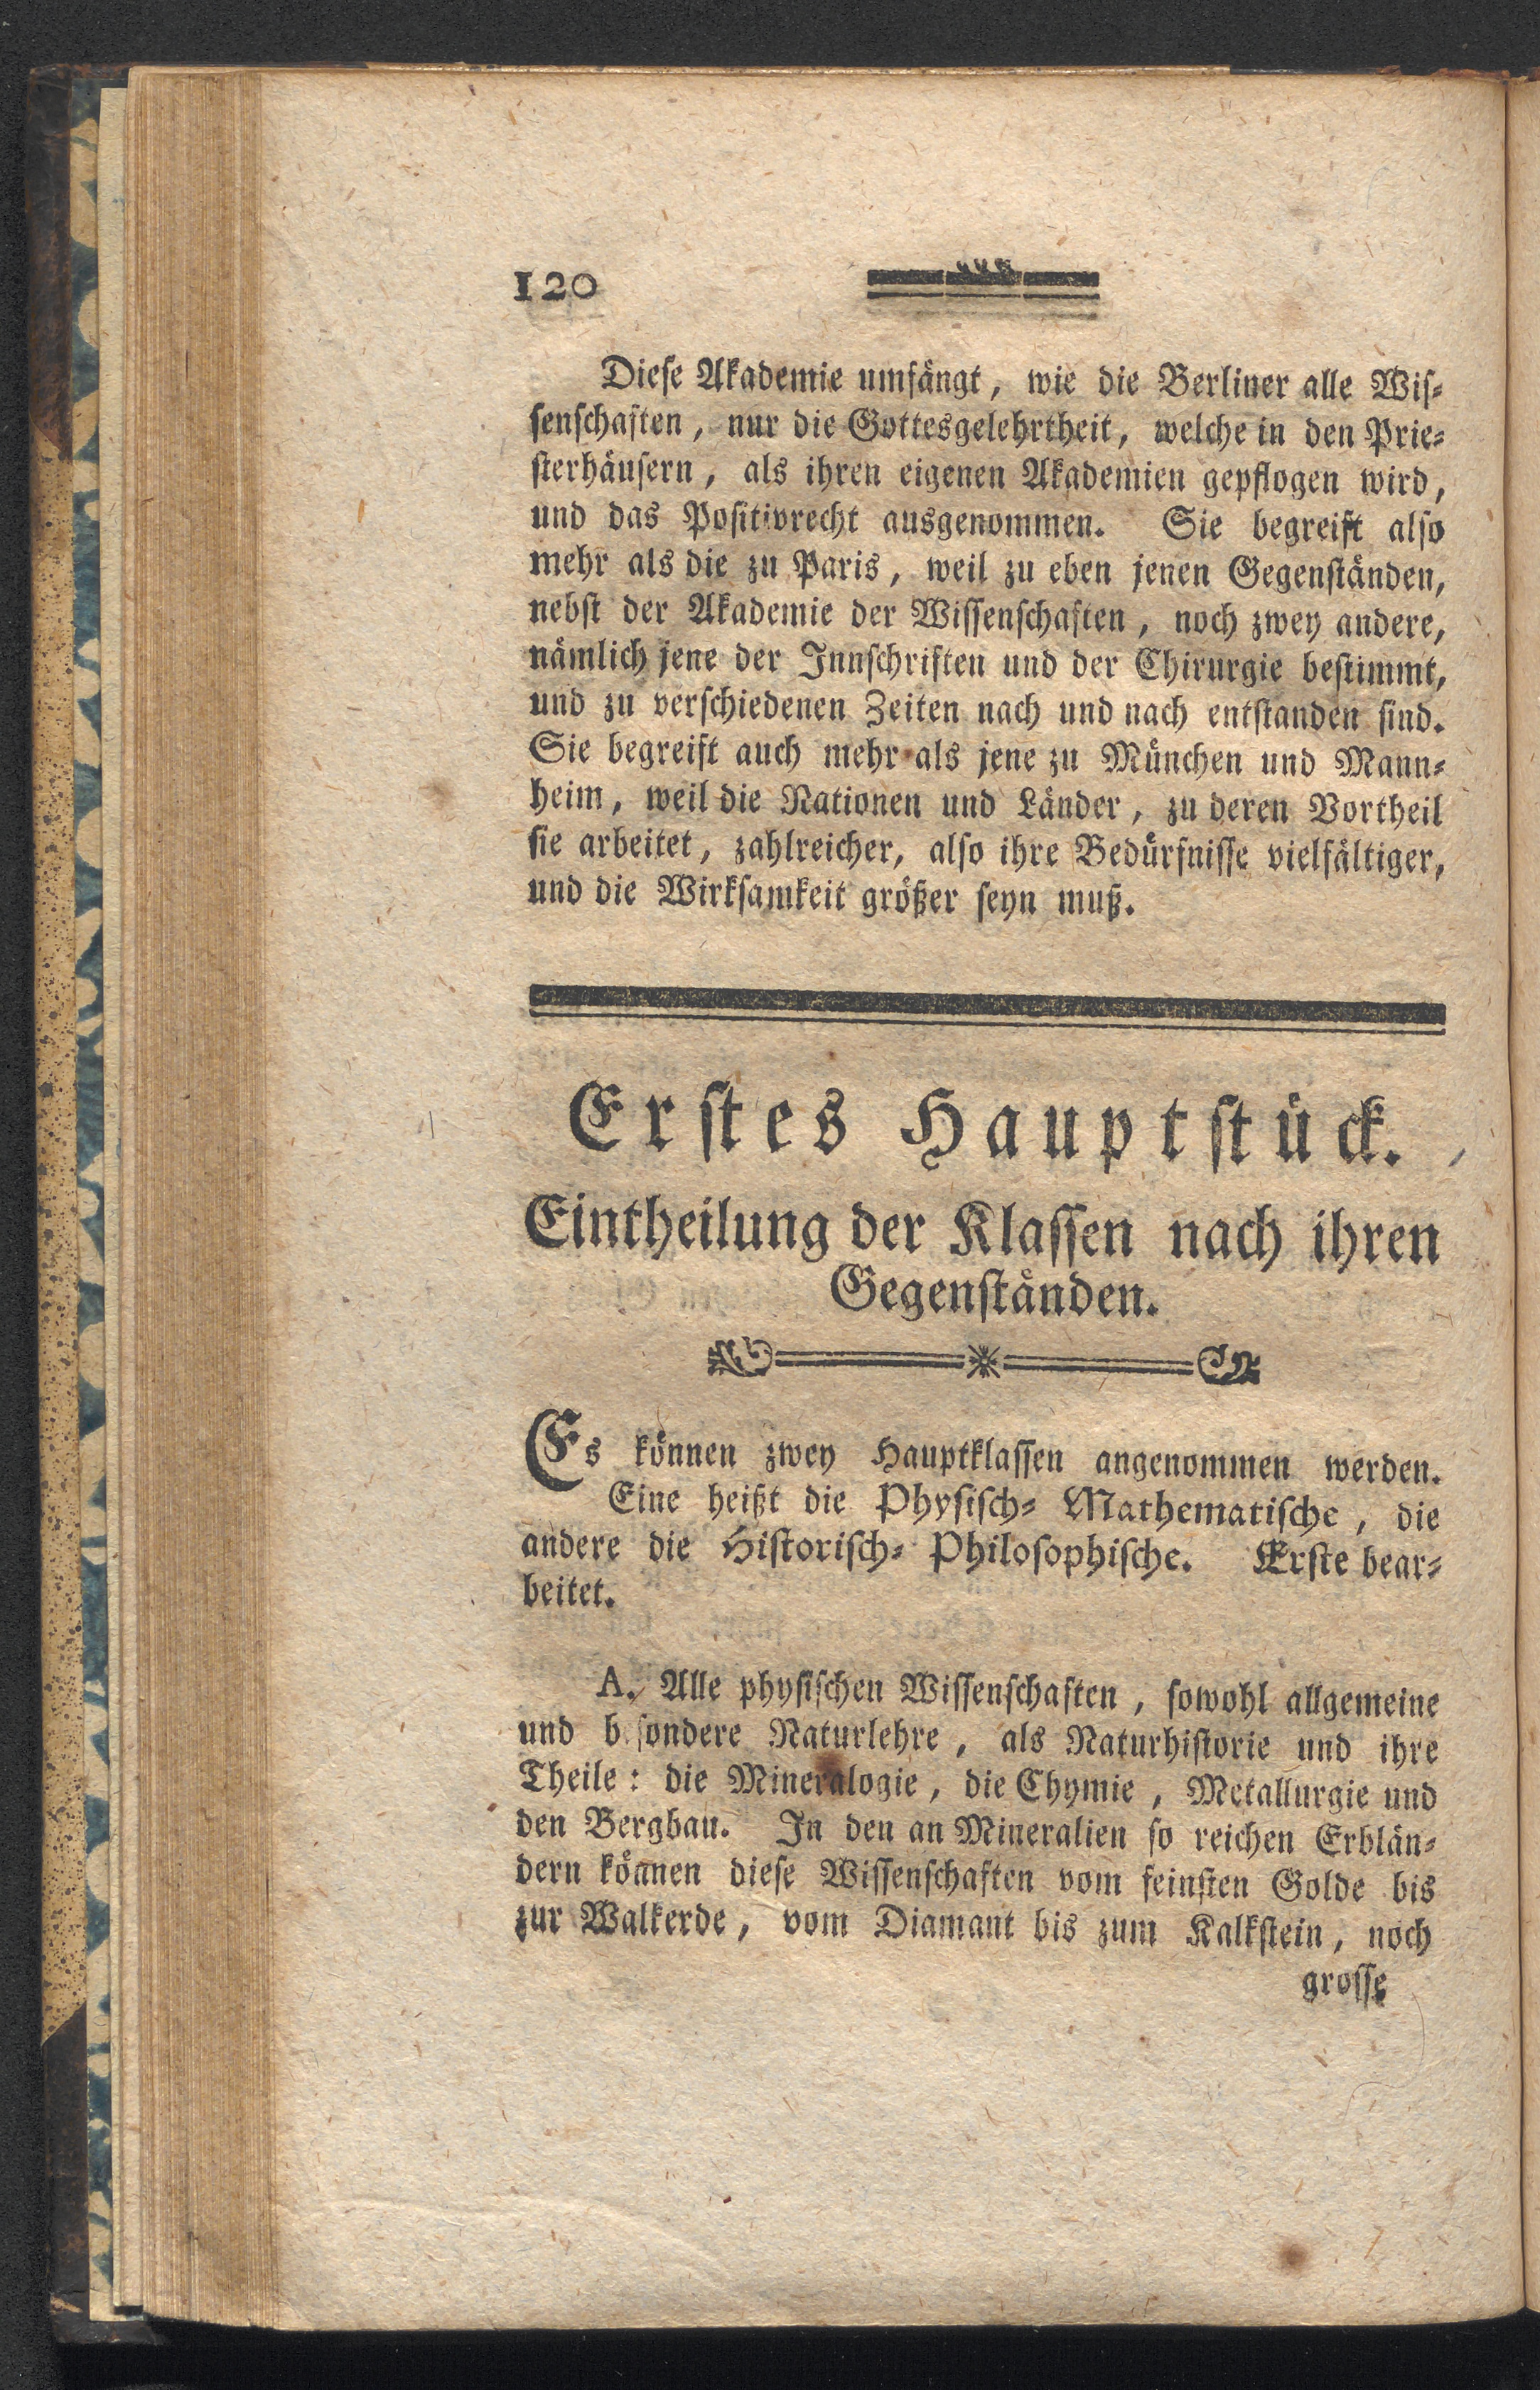 120
Diese Akademie umfängt, wie die Berliner alle Wis-
senschaften, nur die Gottesgelehrtheit, welche in den Prie-
sterhäusern, als ihren eigenen Akademien gepflogen wird,
und das Positivrecht ausgenommen. Sie begreift also
mehr als die zu Paris, weil zu eben jenen Gegenständen,
nebst der Akademie der Wissenschaften, noch zwey andere,
nämlich jene der Innschriften und der Chirurgie bestimmt,
und zu verschiedenen Zeiten nach und nach entstanden sind.
Sie begreift auch mehr als jene zu München und Mann-
heim, weil die Nationen und Länder, zu deren Vortheil
sie arbeitet, zahlreicher, also ihre Bedürfnisse vielfältiger,
und die Wirksamkeit größer seyn muß.
Erstes Hauptstück.
Eintheilung der Klassen nach ihren
Gegenständen.
Es können zwey Hauptklassen angenommen werden.
Eine heißt die Physisch- Mathematische, die
andere die Historisch- Philosophische. Erste bear-
beitet.
A. Alle physischen Wissenschaften, sowohl allgemeine
und b sondere Naturlehre, als Naturhistorie und ihre
Theile: die Mineralogie, die Chymie, Metallurgie und
den Bergbau. In den an Mineralien so reichen Erblän-
dern können diese Wissenschaften vom feinsten Golde bis
zur Walkerde, vom Diamant bis zum Kalkstein, noch
grosse